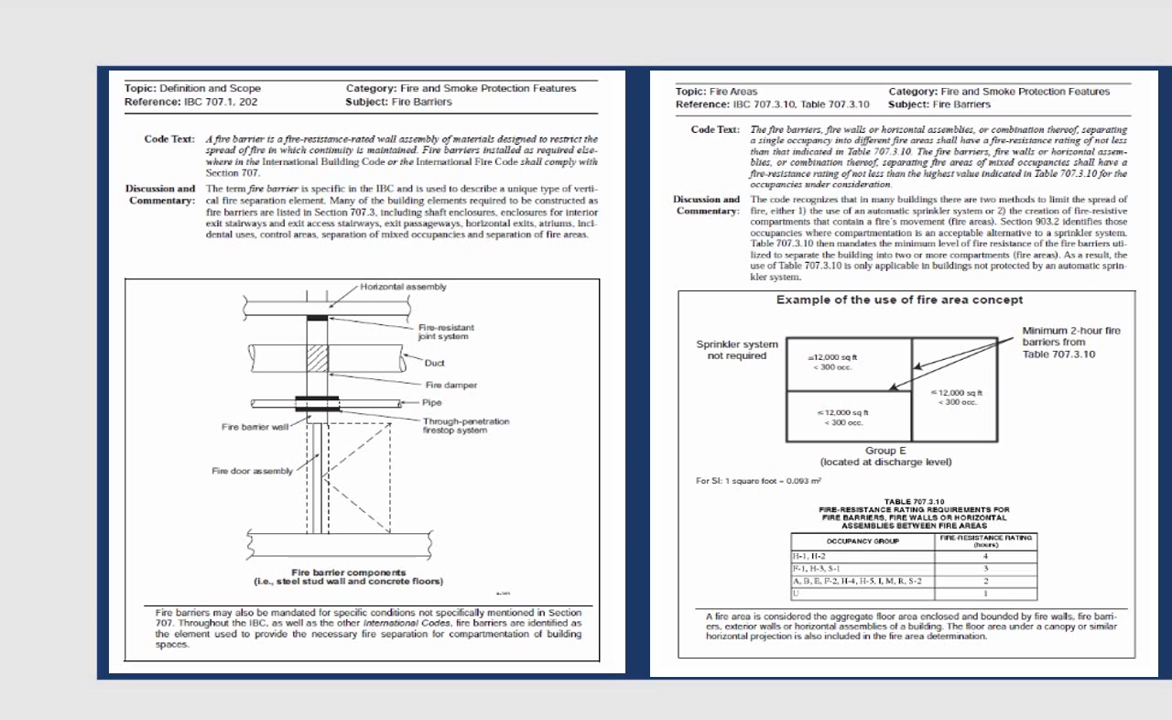 Topic: Definition and Scope
Category: Fire and Smoke Protection Features
Reference: IBC 707.1, 202
Subject: Fire Barriers
Code Text: A fire barrier is a fire-resistance-rated wall assembly of materials designed to restrict the
spread of fire in which continuity is maintained. Fire barriers installed as required else-
where in the International Building Code or the International Fire Code shall comply with
Section 707.
Discussion and Commentary: The term fire barrier is specific in the IBC and is used to describe a unique type of verti-
cal fire separation element. Many of the building elements required to be constructed as
fire barriers are listed in Section 707.3, including shaft enclosures, enclosures for interior
exit stairways and exit access stairways, exit passageways, horizontal exits, atriums, inci-
dental uses, control areas, separation of mixed occupancies and separation of fire areas.
Horizontal assembly
Fire-resistant
joint system
Duct
Fire damper
Pipe
Through-penetration
firestop system
Fire barrier wall
Fire door assembly
Fire barrier components
(i.e., steel stud wall and concrete floors)
Fire barriers may also be mandated for specific conditions not specifically mentioned in Section
707. Throughout the IBC, as well as the other International Codes, fire barriers are identified as
the element used to provide the necessary fire separation for compartmentation of building
spaces.
Topic: Fire Areas
Category: Fire and Smoke Protection Features
Reference: IBC 707.3.10, Table 707.3.10
Subject: Fire Barriers
Code Text: The fire barriers, fire walls or horizontal assemblies, or combination thereof, separating
a single occupancy into different fire areas shall have a fire-resistance rating of not less
than that indicated in Table 707.3.10. The fire barriers, fire walls or horizontal assem-
blies, or combination thereof, separating fire areas of mixed occupancies shall have a
fire-resistance rating of not less than the highest value indicated in Table 707.3.10 for the
occupancies under consideration.
Discussion and Commentary: The code recognizes that in many buildings there are two methods to limit the spread of
fire, either 1) the use of an automatic sprinkler system or 2) the creation of fire-resistive
compartments that contain a fire's movement (fire areas). Section 903.2 identifies those
occupancies where compartmentation is an acceptable alternative to a sprinkler system.
Table 707.3.10 then mandates the minimum level of fire resistance of the fire barriers uti-
lized to separate the building into two or more compartments (fire areas). As a result, the
use of Table 707.3.10 is only applicable in buildings not protected by an automatic sprin-
kler system.
Example of the use of fire area concept
Sprinkler system
not required
≤12,000 sq ft
< 300 occ.
≤ 12,000 sq ft
< 300 occ.
≤ 12,000 sq ft
< 300 occ.
Minimum 2-hour fire
barriers from
Table 707.3.10
Group E
(located at discharge level)
For SI: 1 square foot = 0.093 m²
TABLE 707.3.10
FIRE-RESISTANCE RATING REQUIREMENTS FOR
FIRE BARRIERS, FIRE WALLS OR HORIZONTAL
ASSEMBLIES BETWEEN FIRE AREAS
OCCUPANCY GROUP
FIRE-RESISTANCE RATING
(hours)
H-1, H-2 4
F-1, H-3, S-1 3
A, B, E, F-2, H-4, H-5, I, M, R, S-2 2
U 1
A fire area is considered the aggregate floor area enclosed and bounded by fire walls, fire barri-
ers, exterior walls or horizontal assemblies of a building. The floor area under a canopy or similar
horizontal projection is also included in the fire area determination.